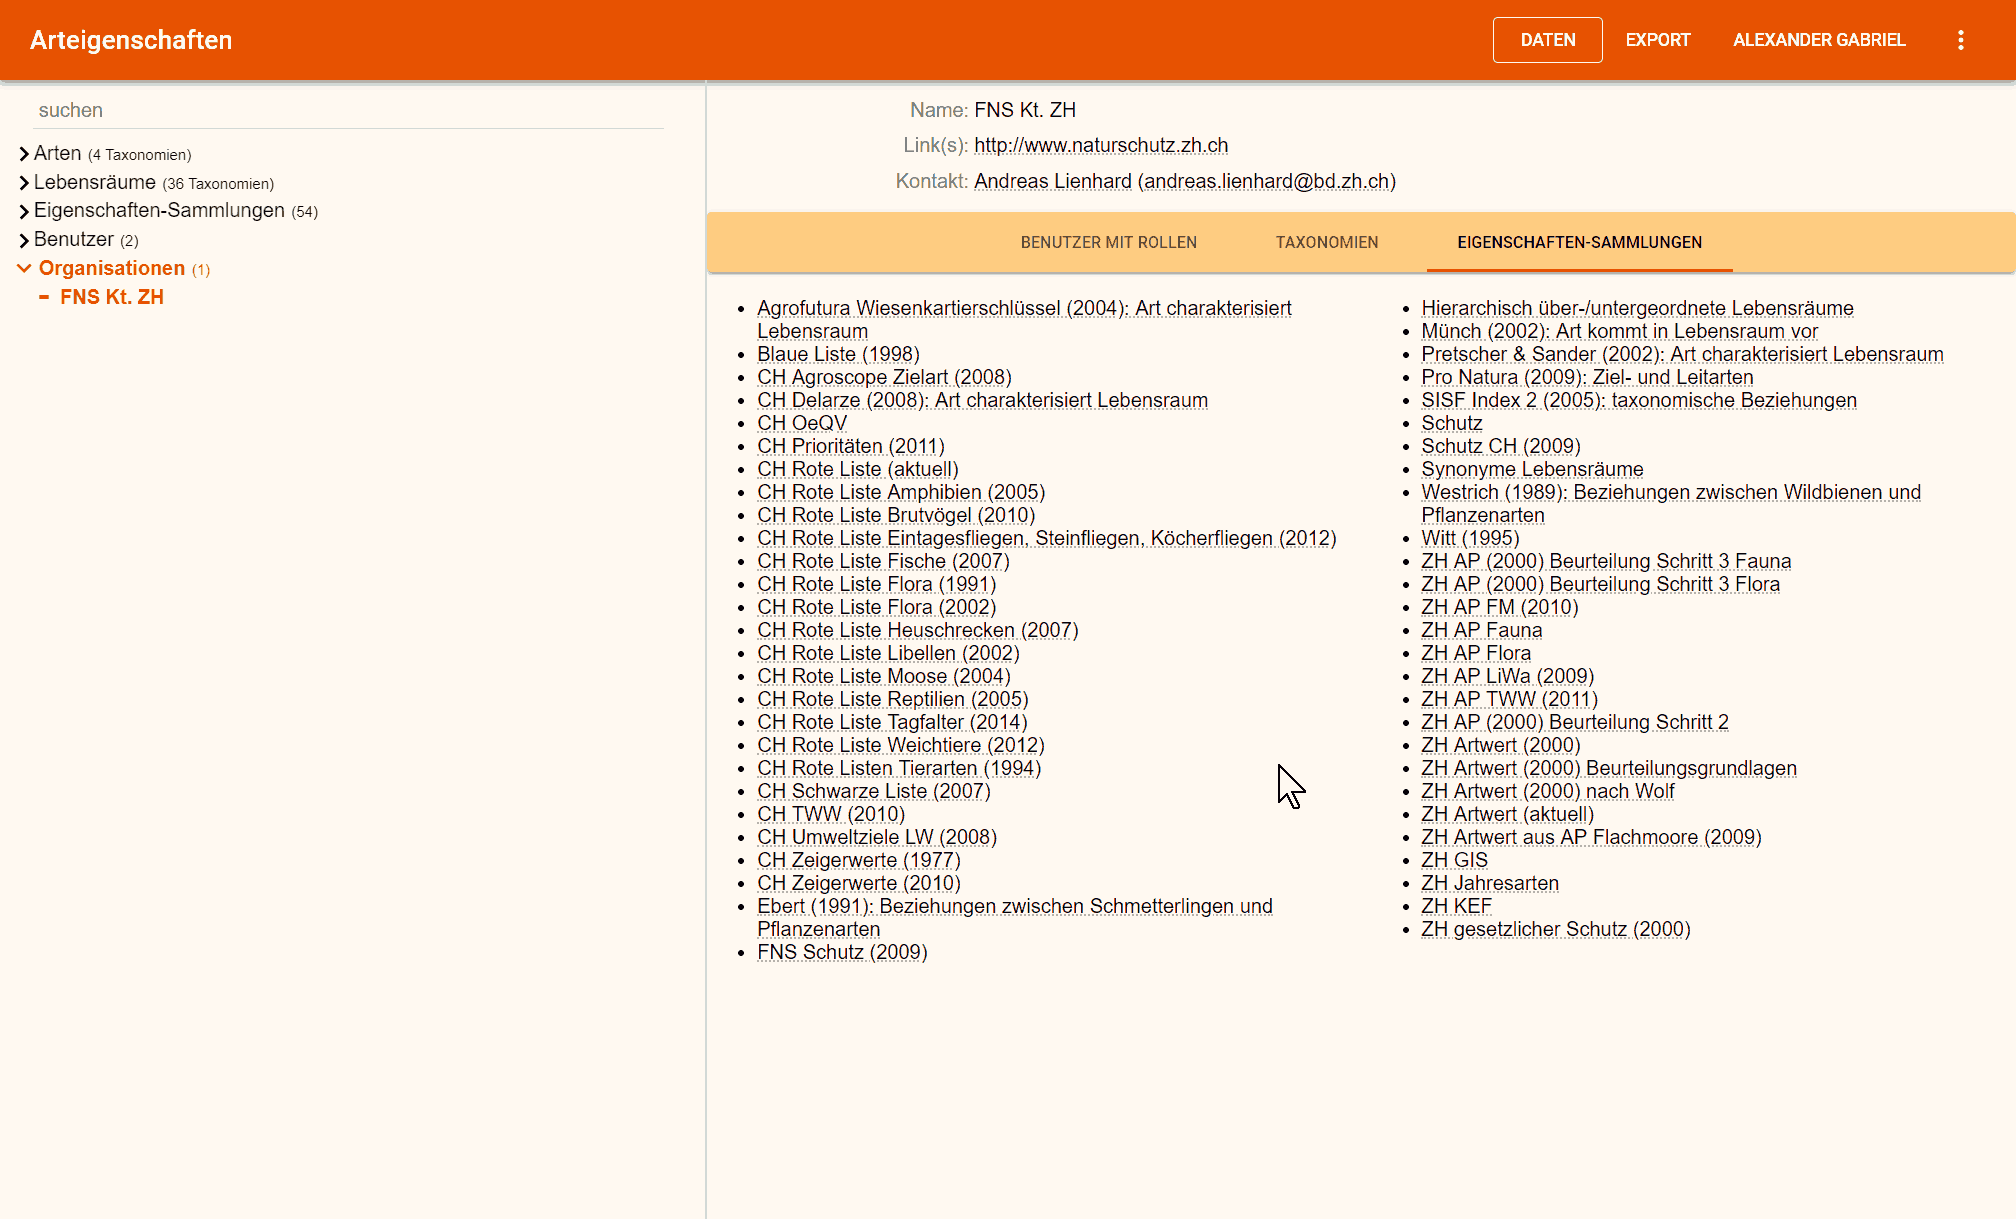 Arteigenschaften
DATEN
EXPORT
ALEXANDER GABRIEL
suchen
Arten (4 Taxonomien)
Lebensräume (36 Taxonomien)
Eigenschaften-Sammlungen (54)
Benutzer (2)
Organisationen (1)
FNS Kt. ZH
Name: FNS Kt. ZH
Link(s): http://www.naturschutz.zh.ch
Kontakt: Andreas Lienhard (andreas.lienhard@bd.zh.ch)
BENUTZER MIT ROLLEN
TAXONOMIEN
EIGENSCHAFTEN-SAMMLUNGEN
Agrofutura Wiesenkartierschlüssel (2004): Art charakterisiert
Lebensraum
Blaue Liste (1998)
CH Agroscope Zielart (2008)
CH Delarze (2008): Art charakterisiert Lebensraum
CH OeQV
CH Prioritäten (2011)
CH Rote Liste (aktuell)
CH Rote Liste Amphibien (2005)
CH Rote Liste Brutvögel (2010)
CH Rote Liste Eintagesfliegen, Steinfliegen, Köcherfliegen (2012)
CH Rote Liste Fische (2007)
CH Rote Liste Flora (1991)
CH Rote Liste Flora (2002)
CH Rote Liste Heuschrecken (2007)
CH Rote Liste Libellen (2002)
CH Rote Liste Moose (2004)
CH Rote Liste Reptilien (2005)
CH Rote Liste Tagfalter (2014)
CH Rote Liste Weichtiere (2012)
CH Rote Listen Tierarten (1994)
CH Schwarze Liste (2007)
CH TWW (2010)
CH Umweltziele LW (2008)
CH Zeigerwerte (1977)
CH Zeigerwerte (2010)
Ebert (1991): Beziehungen zwischen Schmetterlingen und
Pflanzenarten
FNS Schutz (2009)
Hierarchisch über-/untergeordnete Lebensräume
Münch (2002): Art kommt in Lebensraum vor
Pretscher & Sander (2002): Art charakterisiert Lebensraum
Pro Natura (2009): Ziel- und Leitarten
SISF Index 2 (2005): taxonomische Beziehungen
Schutz
Schutz CH (2009)
Synonyme Lebensräume
Westrich (1989): Beziehungen zwischen Wildbienen und
Pflanzenarten
Witt (1995)
ZH AP (2000) Beurteilung Schritt 3 Fauna
ZH AP (2000) Beurteilung Schritt 3 Flora
ZH AP FM (2010)
ZH AP Fauna
ZH AP Flora
ZH AP LiWa (2009)
ZH AP TWW (2011)
ZH AP (2000) Beurteilung Schritt 2
ZH Artwert (2000)
ZH Artwert (2000) Beurteilungsgrundlagen
ZH Artwert (2000) nach Wolf
ZH Artwert (aktuell)
ZH Artwert aus AP Flachmoore (2009)
ZH GIS
ZH Jahresarten
ZH KEF
ZH gesetzlicher Schutz (2000)